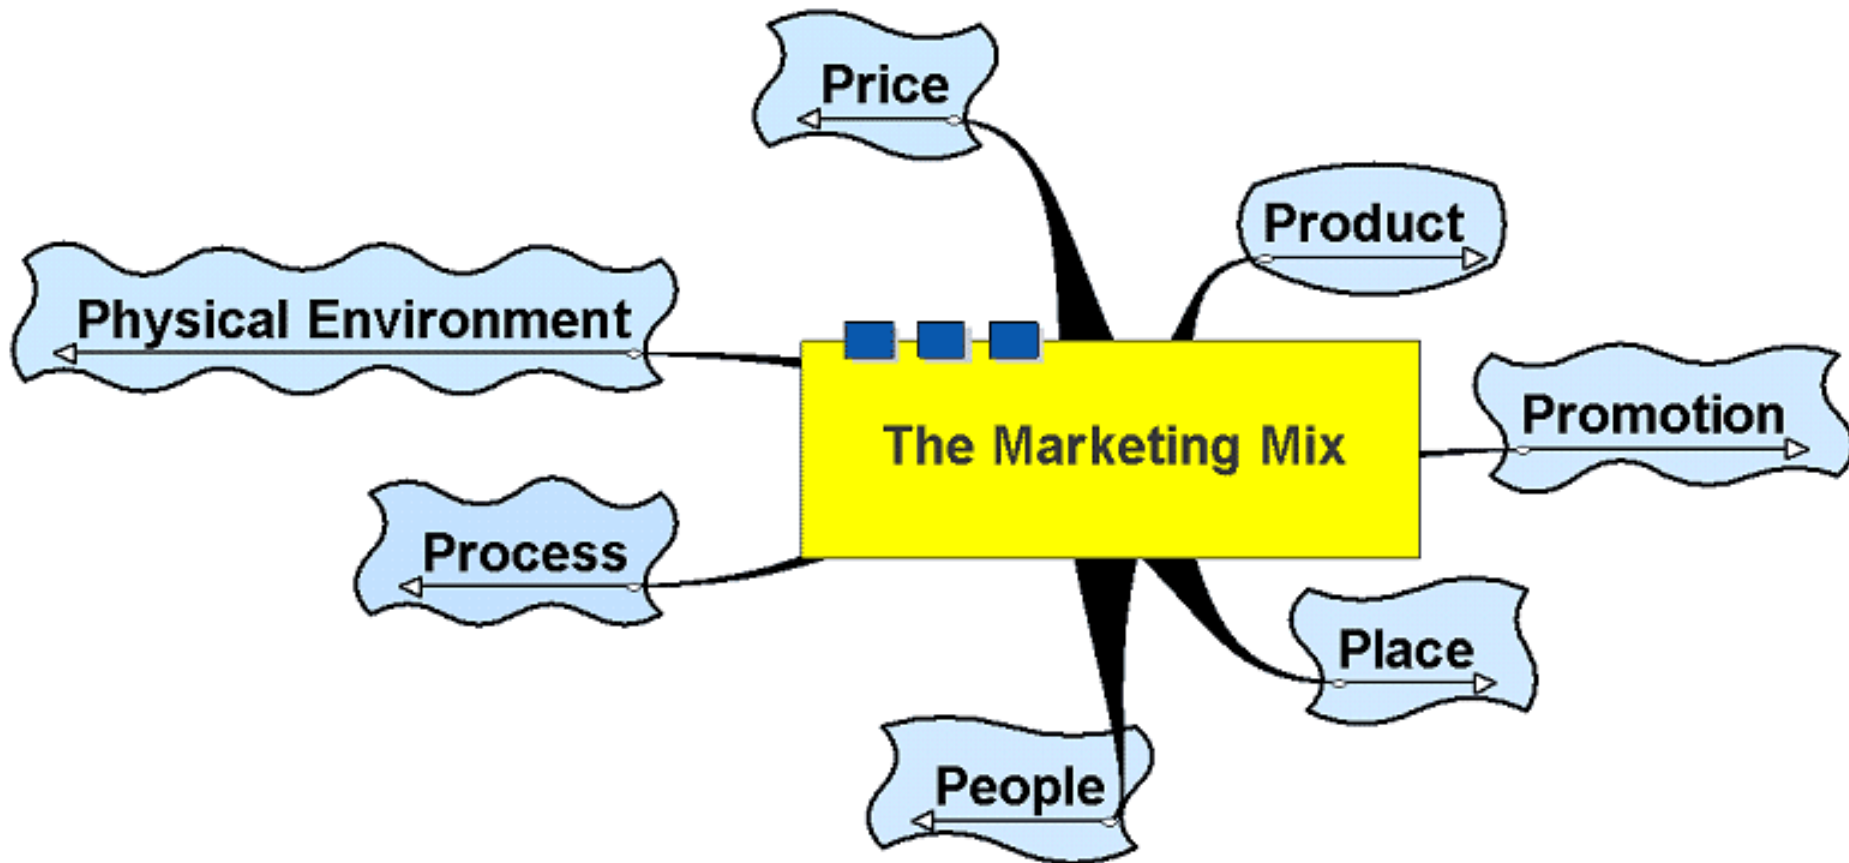 Price
Product
Physical Environment
Promotion
The Marketing Mix
Process
Place
People